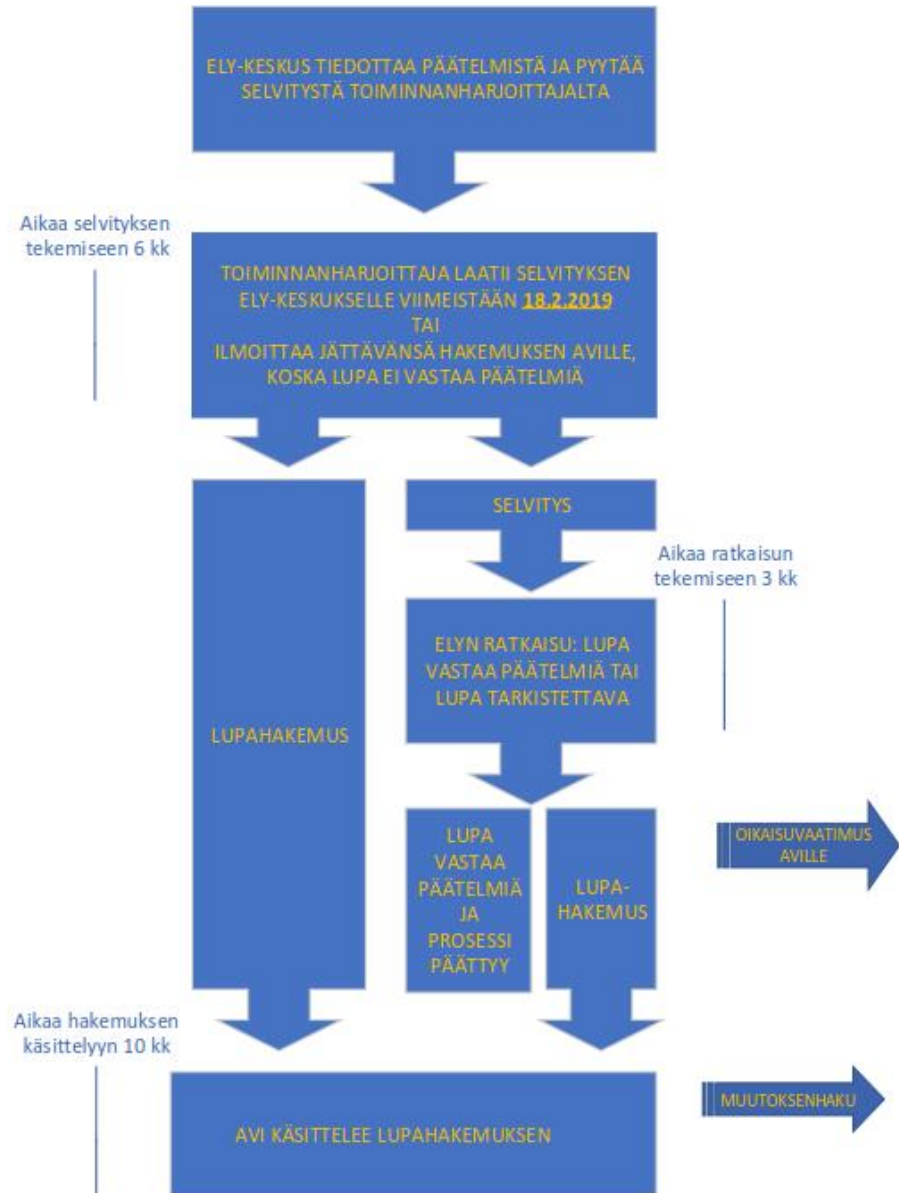 ELY-KESKUS TIEDOTTAA PÄÄTELMISTÄ JA PYYTÄÄ
SELVITYSTÄ TOIMINNANHARJOITTAJALTA
Aikaa selvityksen
tekemiseen 6 kk
TOIMINNANHARJOITTAJA LAATII SELVITYKSEN
ELY-KESKUKSELLE VIIMEISTÄÄN 18.2.2019
TAI
ILMOITTAA JÄTTÄVÄNSÄ HAKEMUKSEN AVILLE,
KOSKA LUPA EI VASTAA PÄÄTELMIÄ
SELVITYS
Aikaa ratkaisun
tekemiseen 3 kk
ELYN RATKAISU: LUPA
VASTAA PÄÄTELMIÄ TAI
LUPA TARKISTETTAVA
LUPAHAKEMUS
LUPA
VASTAA
PÄÄTELMIÄ
JA
PROSESSI
PÄÄTTYY
LUPA-
HAKEMUS
OIKAISUVAATIMUS
AVILLE
Aikaa hakemuksen
käsittelyyn 10 kk
AVI KÄSITTELEE LUPAHAKEMUKSEN
MUUTOKSENHAKU